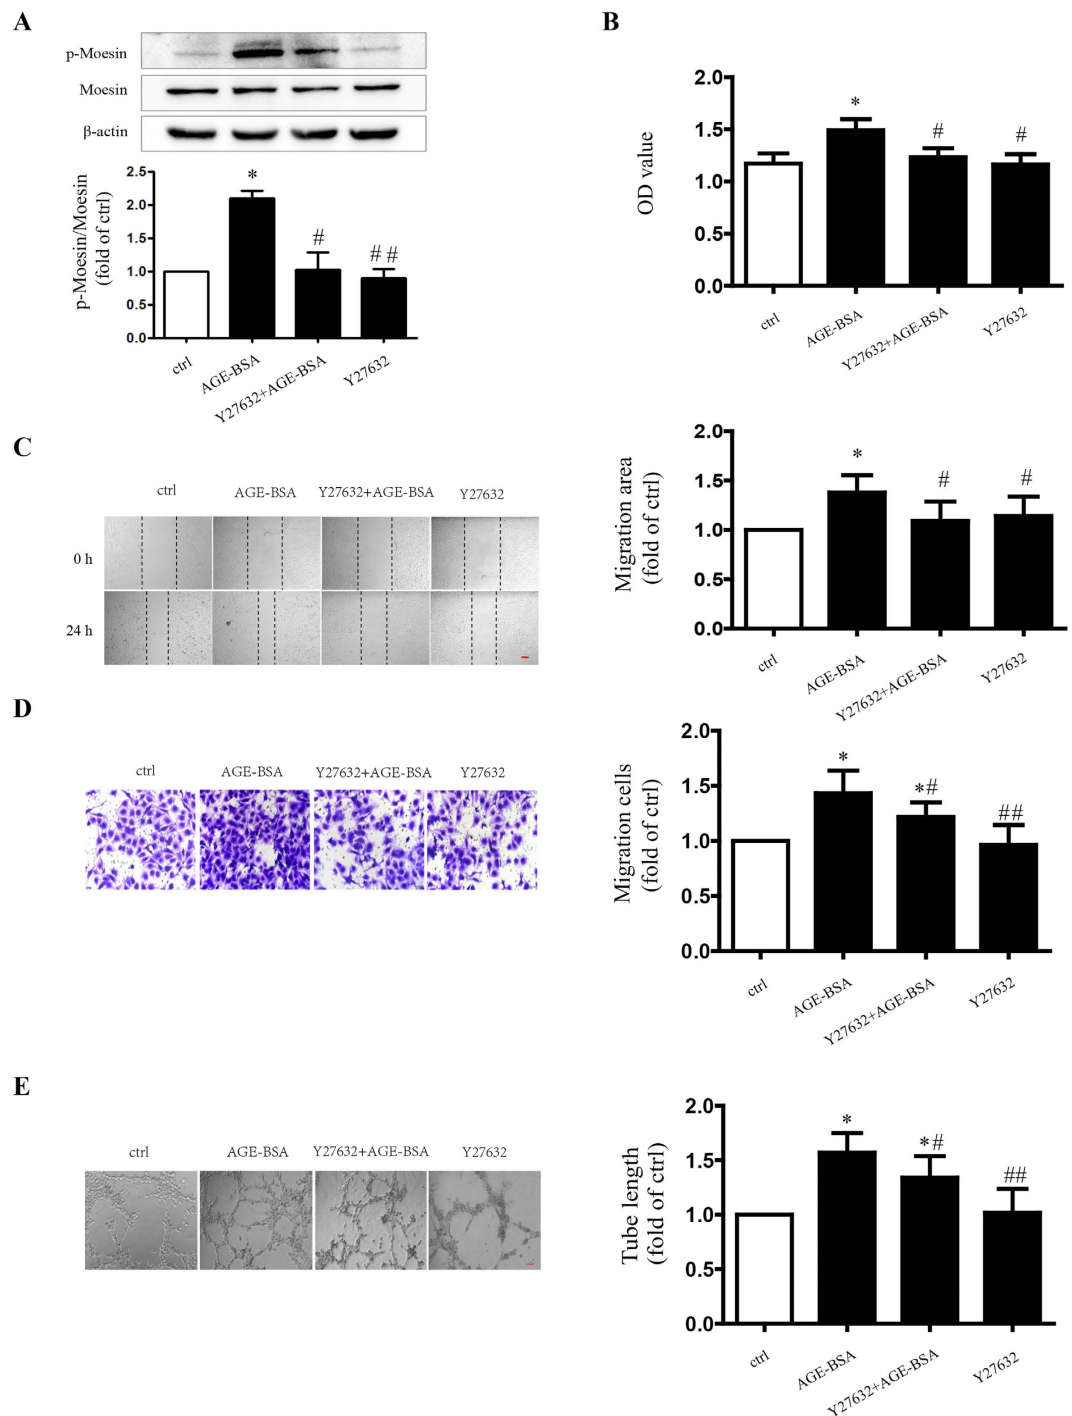 A
p-Moesin
Moesin
β-actin
p-Moesin/Moesin
(fold of ctrl)
2.5
2.0
1.5
1.0
0.5
0.0
*
#
# #
ctrl
AGE-BSA
Y27632+AGE-BSA
Y27632
B
OD value
2.0
1.5
1.0
0.5
0.0
*
#
#
ctrl
AGE-BSA
Y27632+AGE-BSA
Y27632
C
ctrl AGE-BSA Y27632+AGE-BSA Y27632
0 h
24 h
Migration area
(fold of ctrl)
2.0
1.5
1.0
0.5
0.0
*
#
#
ctrl
AGE-BSA
Y27632+AGE-BSA
Y27632
D
ctrl AGE-BSA Y27632+AGE-BSA Y27632
Migration cells
(fold of ctrl)
2.0
1.5
1.0
0.5
0.0
*
*#
##
ctrl
AGE-BSA
Y27632+AGE-BSA
Y27632
E
ctrl AGE-BSA Y27632+AGE-BSA Y27632
Tube length
(fold of ctrl)
2.0
1.5
1.0
0.5
0.0
*
*#
##
ctrl
AGE-BSA
Y27632+AGE-BSA
Y27632